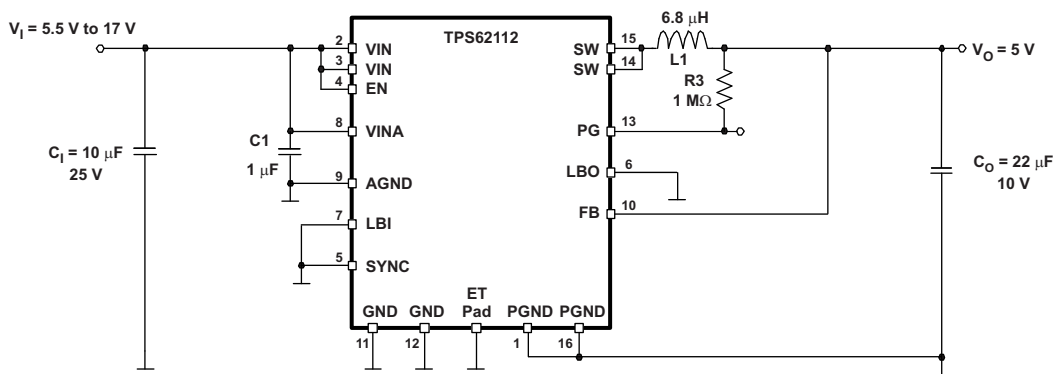 V_I = 5.5 V to 17 V
TPS62112
6.8 μH
L1
2 VIN
3 VIN
4 EN
8 VINA
9 AGND
7 LBI
5 SYNC
SW 15
SW 14
PG 13
LBO 6
FB 10
R3
1 MΩ
V_O = 5 V
C_I = 10 μF
25 V
C1
1 μF
C_O = 22 μF
10 V
GND GND ET Pad PGND PGND
11 12 1 16